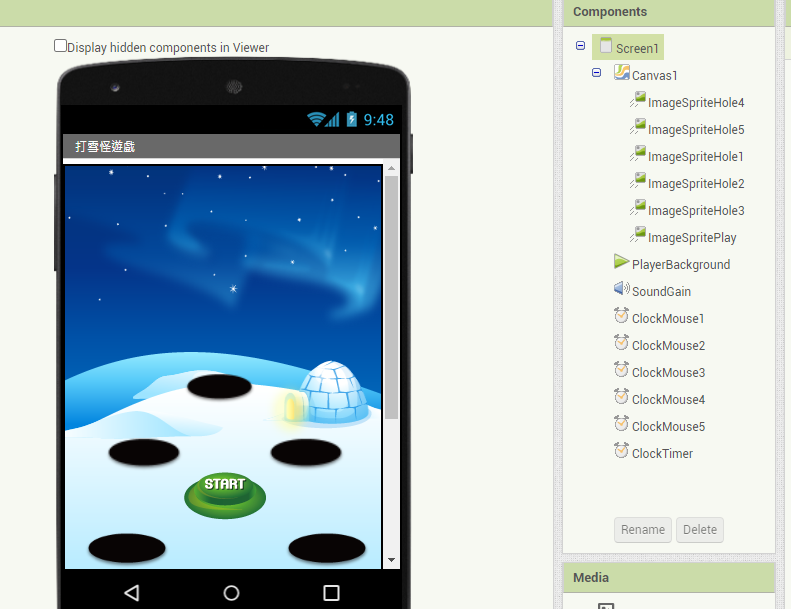 Components
Display hidden components in Viewer
9:48
打雪怪遊戲
START
Screen1
Canvas1
ImageSpriteHole4
ImageSpriteHole5
ImageSpriteHole1
ImageSpriteHole2
ImageSpriteHole3
ImageSpritePlay
PlayerBackground
SoundGain
ClockMouse1
ClockMouse2
ClockMouse3
ClockMouse4
ClockMouse5
ClockTimer
Rename Delete
Media